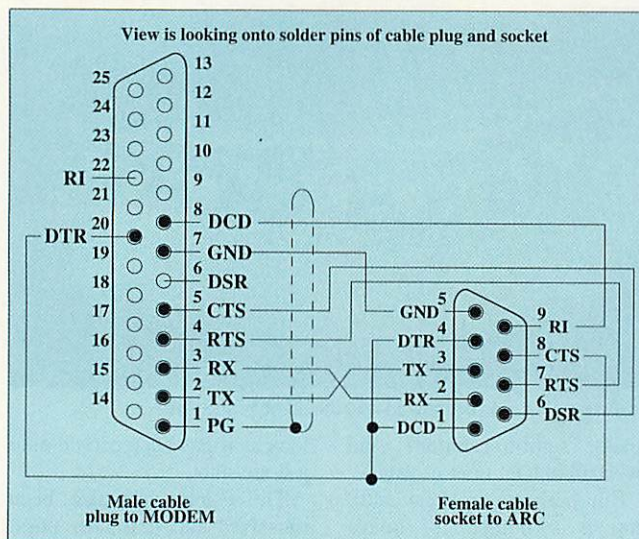 View is looking onto solder pins of cable plug and socket
13
25
12
24
11
23
10
22
RI
9
21
8
DCD
20
DTR
7
GND
19
6
DSR
18
5
CTS
17
4
RTS
16
3
RX
15
2
TX
14
1
PG
GND
5
9
RI
DTR
4
8
CTS
TX
3
7
RTS
RX
2
6
DSR
DCD
1
Male cable
plug to MODEM
Female cable
socket to ARC